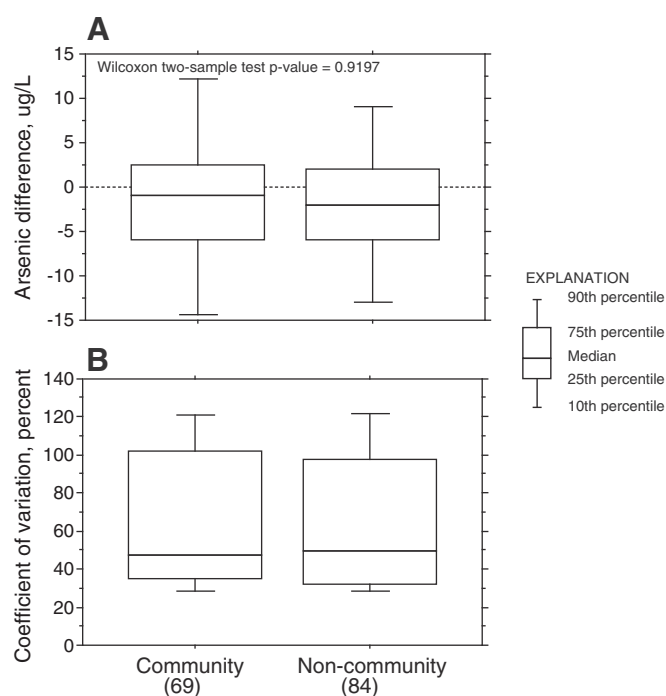 A
Wilcoxon two-sample test p-value = 0.9197
Arsenic difference, ug/L
15
10
5
0
-5
-10
-15
EXPLANATION
90th percentile
75th percentile
Median
25th percentile
10th percentile
B
Coefficient of variation, percent
140
120
100
80
60
40
20
0
Community
(69)
Non-community
(84)